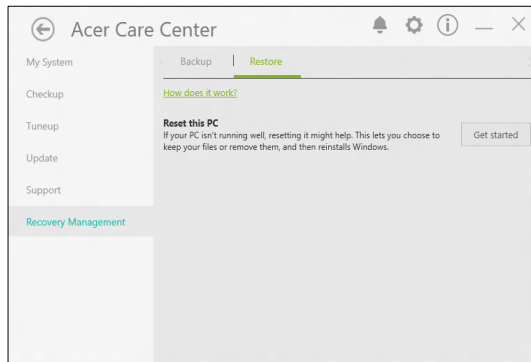 Acer Care Center
My System
Checkup
Tuneup
Update
Support
Recovery Management
Backup
Restore
How does it work?
Reset this PC
If your PC isn't running well, resetting it might help. This lets you choose to
keep your files or remove them, and then reinstalls Windows.
Get started